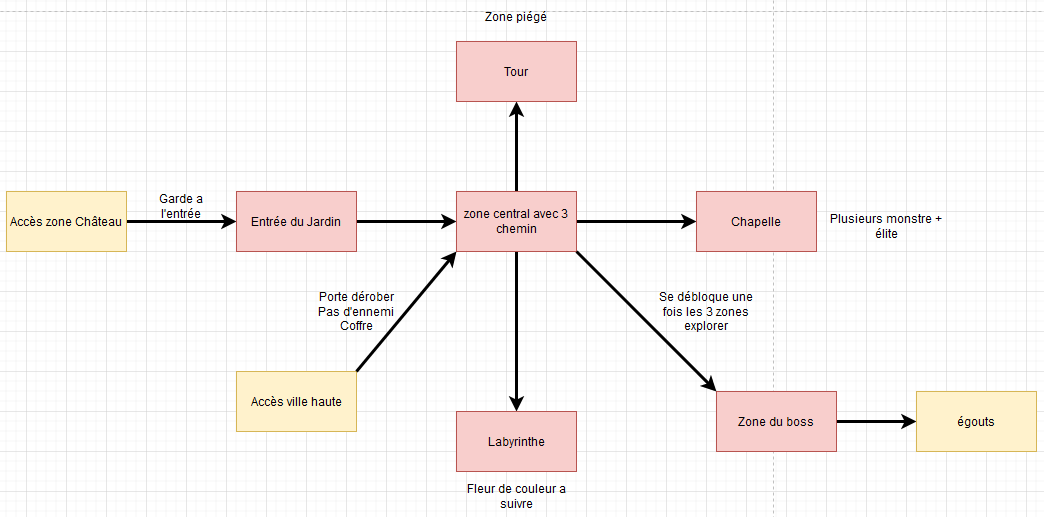 Zone piégé
Tour
Accès zone Château
Garde a
l'entrée
Entrée du Jardin
zone central avec 3
chemin
Chapelle
Plusieurs monstre +
élite
Porte dérober
Pas d'ennemi
Coffre
Se débloque une
fois les 3 zones
explorer
Accès ville haute
Labyrinthe
Zone du boss
égouts
Fleur de couleur a
suivre